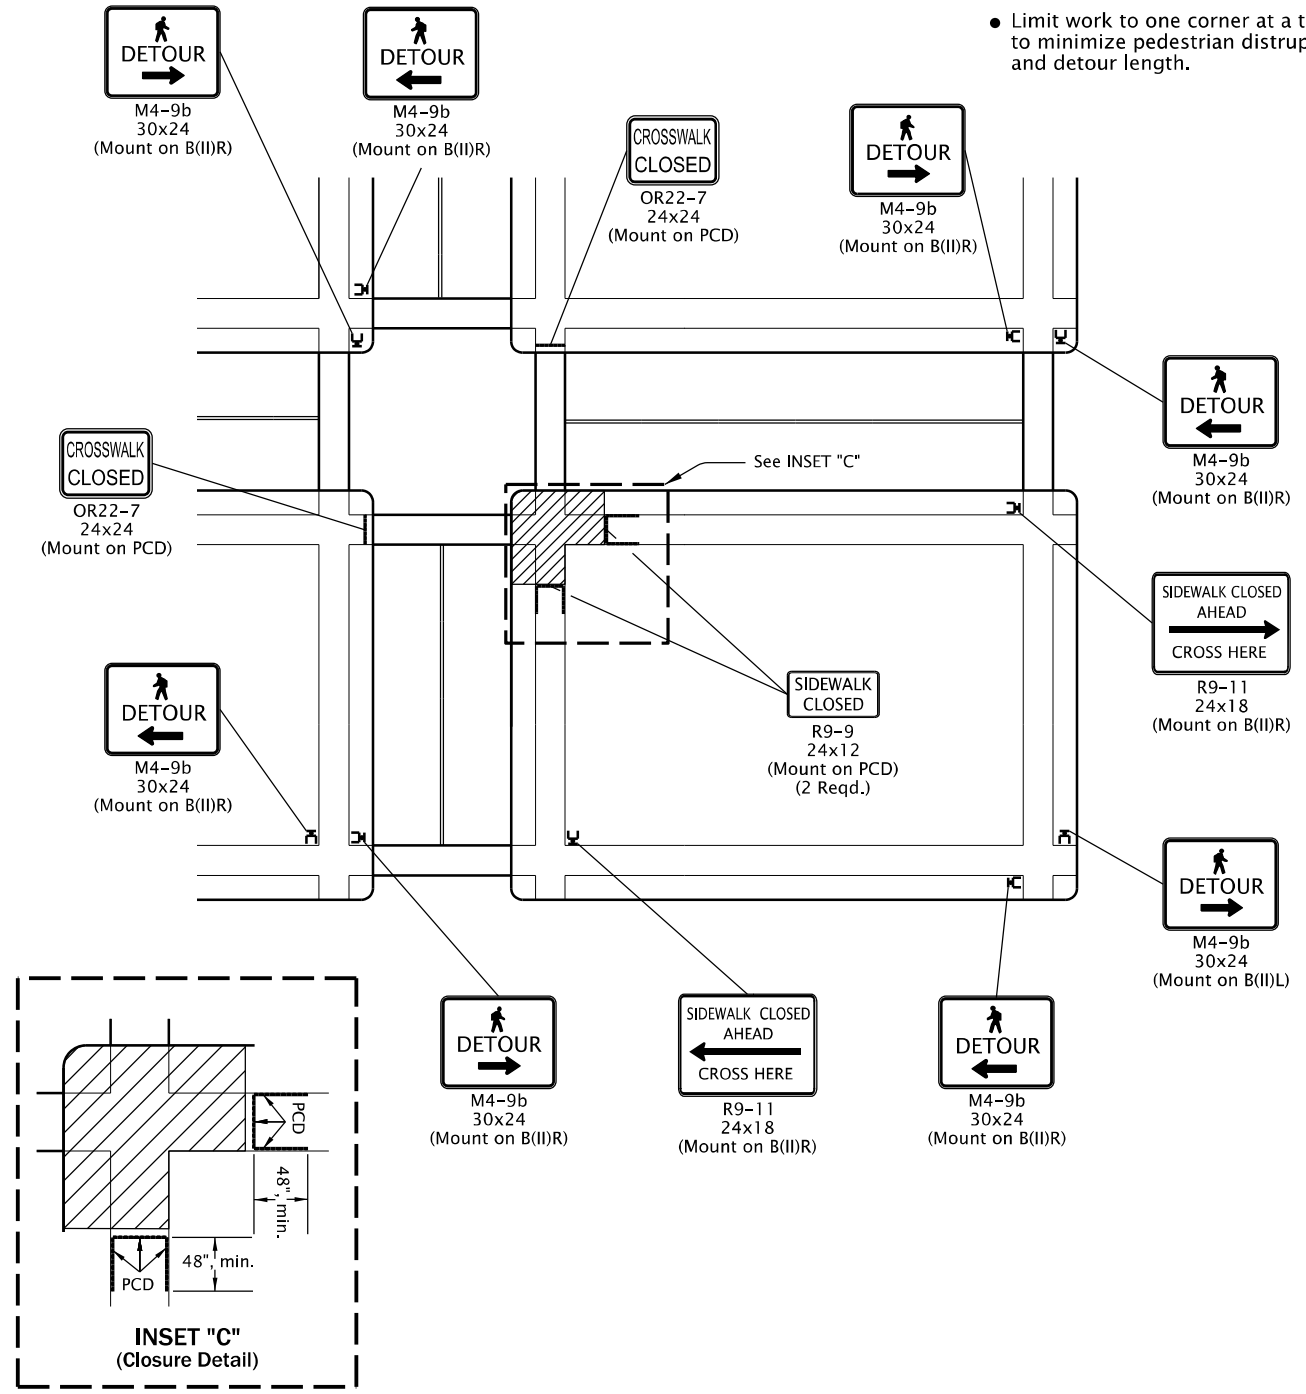 DETOUR
M4-9b
30x24
(Mount on B(II)R)
DETOUR
M4-9b
30x24
(Mount on B(II)R)
● Limit work to one corner at a t
to minimize pedestrian distrup
and detour length.
CROSSWALK
CLOSED
OR22-7
24x24
(Mount on PCD)
DETOUR
M4-9b
30x24
(Mount on B(II)R)
DETOUR
M4-9b
30x24
(Mount on B(II)R)
CROSSWALK
CLOSED
OR22-7
24x24
(Mount on PCD)
See INSET "C"
SIDEWALK CLOSED
AHEAD
CROSS HERE
R9-11
24x18
(Mount on B(II)R)
DETOUR
M4-9b
30x24
(Mount on B(II)R)
SIDEWALK
CLOSED
R9-9
24x12
(Mount on PCD)
(2 Reqd.)
DETOUR
M4-9b
30x24
(Mount on B(II)L)
DETOUR
M4-9b
30x24
(Mount on B(II)R)
SIDEWALK CLOSED
AHEAD
CROSS HERE
R9-11
24x18
(Mount on B(II)R)
DETOUR
M4-9b
30x24
(Mount on B(II)R)
PCD
48", min.
48", min.
PCD
INSET "C"
(Closure Detail)